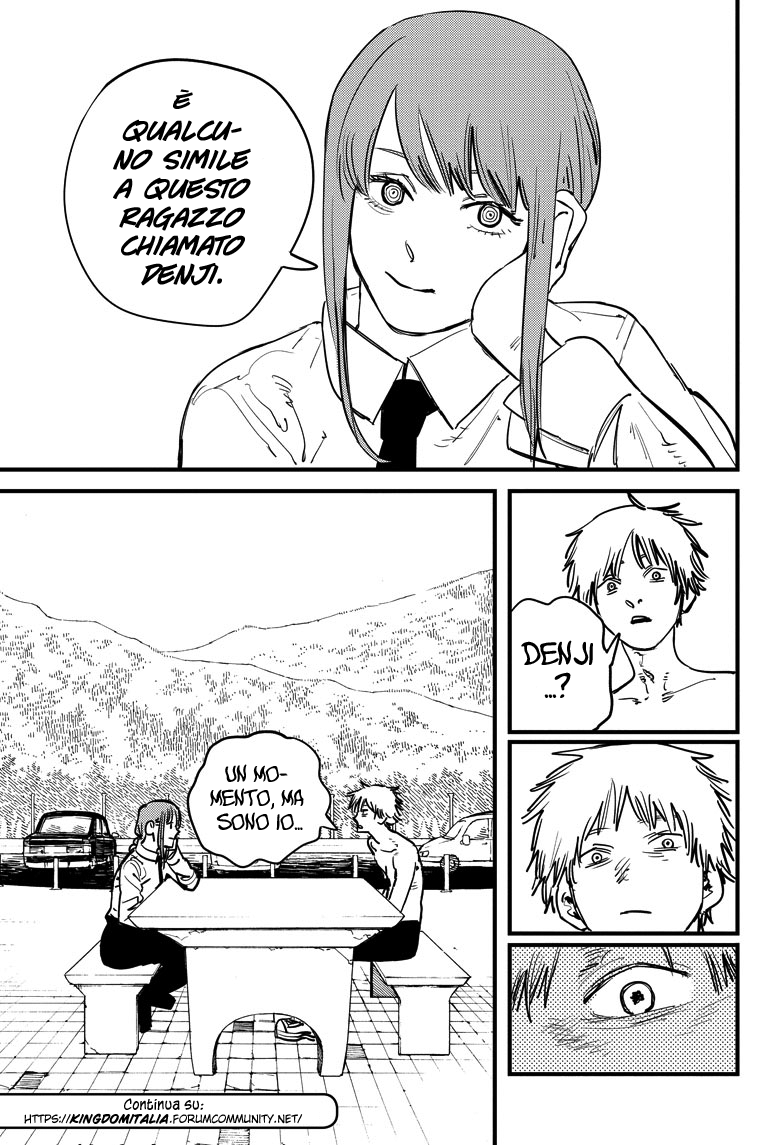 È
QUALCU-
NO SIMILE
A QUESTO
RAGAZZO
CHIAMATO
DENJI.
DENJI
...?
UN MO-
MENTO, MA
SONO IO...
Continua su:
HTTPS://KINGDOMITALIA.FORUMCOMMUNITY.NET/